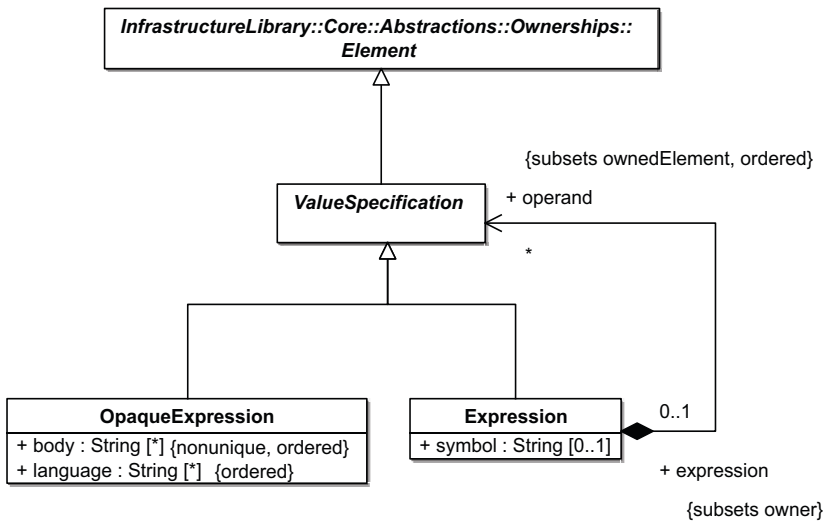 InfrastructureLibrary::Core::Abstractions::Ownerships::
Element
{subsets ownedElement, ordered}
ValueSpecification
+ operand
*
OpaqueExpression
+ body : String [*] {nonunique, ordered}
+ language : String [*] {ordered}
Expression
+ symbol : String [0..1]
0..1
+ expression
{subsets owner}